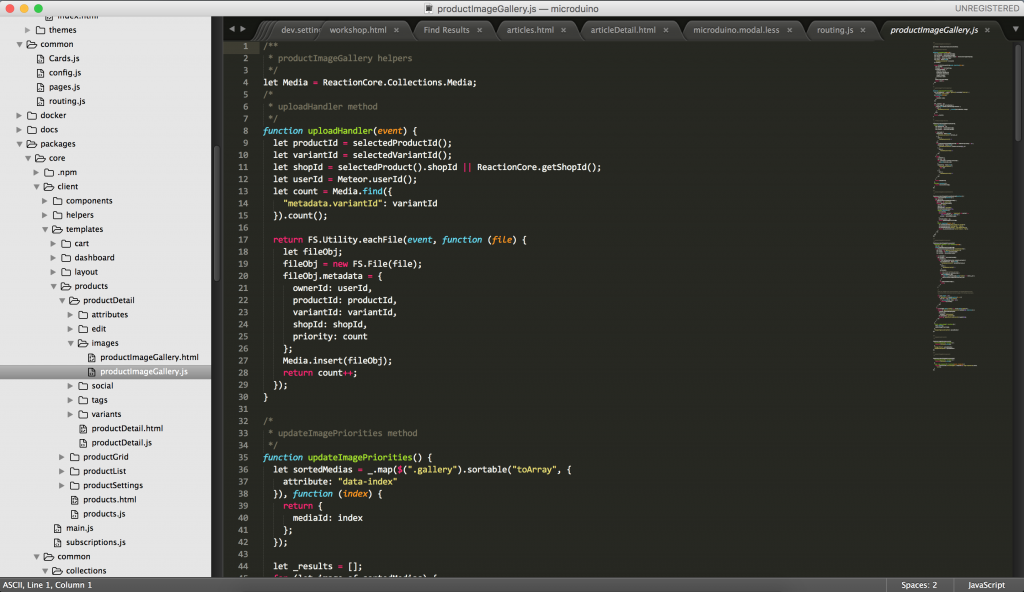 productImageGallery.js — microduino
UNREGISTERED
index.html
themes
common
Cards.js
config.js
pages.js
routing.js
docker
docs
packages
core
.npm
client
components
helpers
templates
cart
dashboard
layout
products
productDetail
attributes
edit
images
productImageGallery.html
productImageGallery.js
social
tags
variants
productDetail.html
productDetail.js
productGrid
productList
productSettings
products.html
products.js
main.js
subscriptions.js
common
collections
dev.settin workshop.html × Find Results × articles.html × articleDetail.html × microduino.modal.less × routing.js × productImageGallery.js ×
1 /**
2  * productImageGallery helpers
3  */
4 let Media = ReactionCore.Collections.Media;
5 /*
6  * uploadHandler method
7  */
8 function uploadHandler(event) {
9   let productId = selectedProductId();
10   let variantId = selectedVariantId();
11   let shopId = selectedProduct().shopId || ReactionCore.getShopId();
12   let userId = Meteor.userId();
13   let count = Media.find({
14     "metadata.variantId": variantId
15   }).count();
16
17   return FS.Utility.eachFile(event, function (file) {
18     let fileObj;
19     fileObj = new FS.File(file);
20     fileObj.metadata = {
21       ownerId: userId,
22       productId: productId,
23       variantId: variantId,
24       shopId: shopId,
25       priority: count
26     };
27     Media.insert(fileObj);
28     return count++;
29   });
30 }
31
32 /*
33  * updateImagePriorities method
34  */
35 function updateImagePriorities() {
36   let sortedMedias = _.map($(".gallery").sortable("toArray", {
37     attribute: "data-index"
38   }), function (index) {
39     return {
40       mediaId: index
41     };
42   });
43
44   let _results = [];
45   for (let image of sortedMedias) {
ASCII, Line 1, Column 1
Spaces: 2
JavaScript